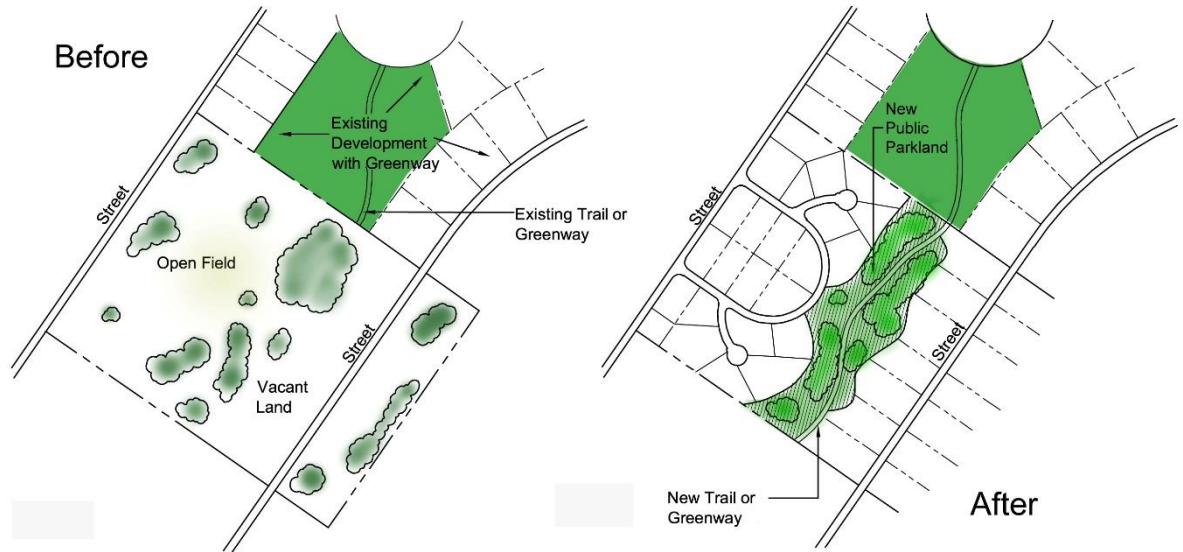 Before
Existing
Development
with Greenway
Street
Existing Trail or
Greenway
Open Field
Street
Vacant
Land
New
Public
Parkland
Street
Street
New Trail or
Greenway
After